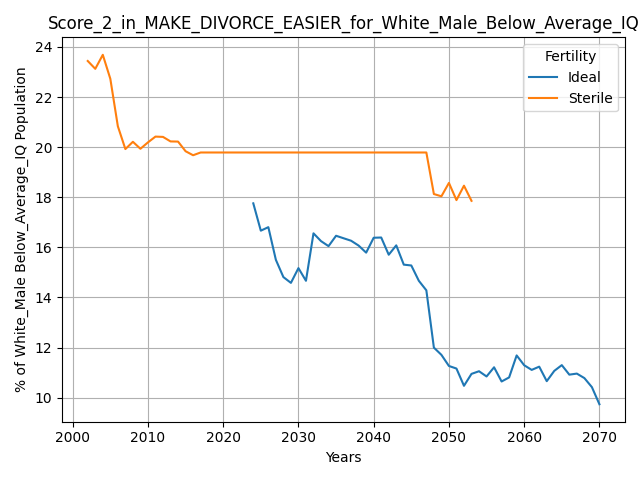 Score_2_in_MAKE_DIVORCE_EASIER_for_White_Male_Below_Average_IQ
% of White_Male Below_Average_IQ Population
24
22
20
18
16
14
12
10
Fertility
Ideal
Sterile
2000 2010 2020 2030 2040 2050 2060 2070
Years